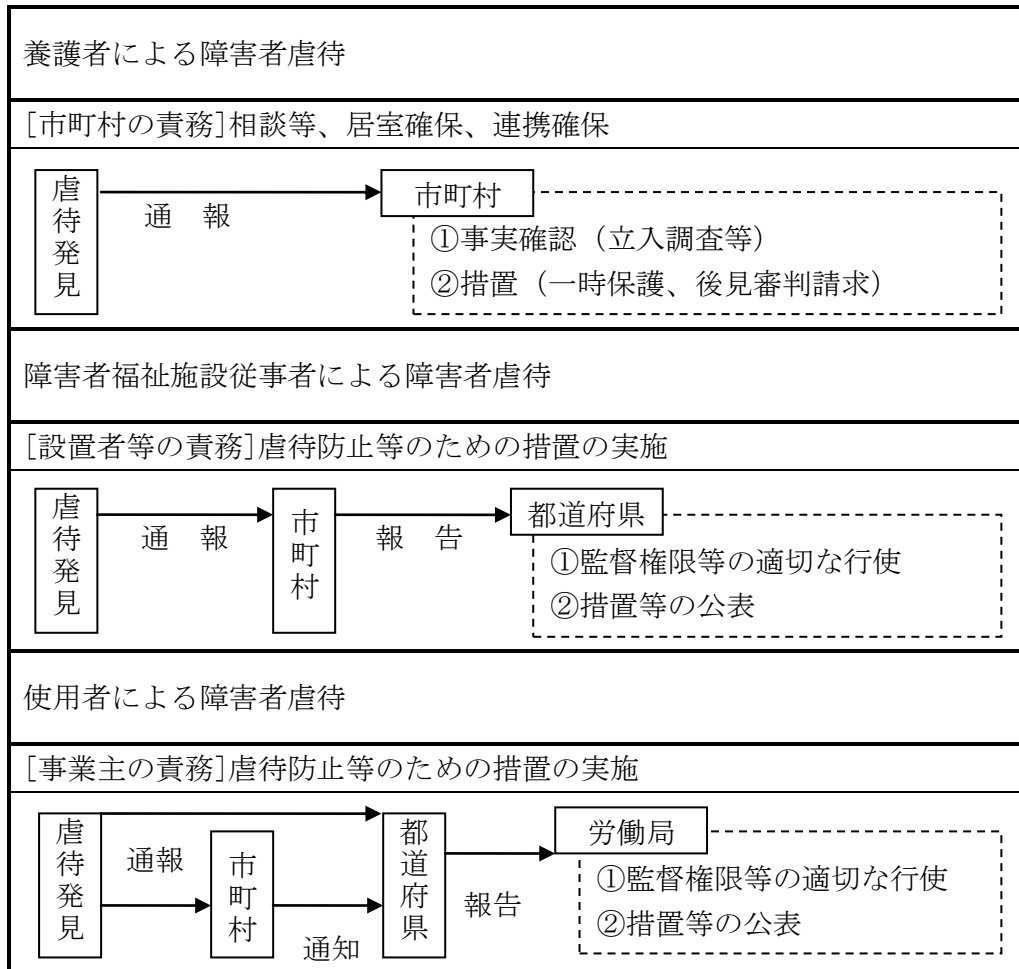 養護者による障害者虐待
[市町村の責務]相談等、居室確保、連携確保
虐待発見
通 報
市町村
①事実確認（立入調査等）
②措置（一時保護、後見審判請求）
障害者福祉施設従事者による障害者虐待
[設置者等の責務]虐待防止等のための措置の実施
虐待発見
通 報
市町村
報 告
都道府県
①監督権限等の適切な行使
②措置等の公表
使用者による障害者虐待
[事業主の責務]虐待防止等のための措置の実施
虐待発見
通報
市町村
通知
都道府県
報告
労働局
①監督権限等の適切な行使
②措置等の公表